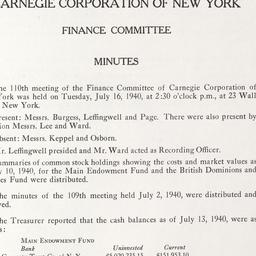 ARNEGIE CORPORATION OF NEW YORK
FINANCE COMMITTEE
MINUTES
he 110th meeting of the Finance Committee of Carnegie Corporation of
York was held on Tuesday, July 16, 1940, at 2:30 o'clock p.m., at 23 Wall
New York.
resent: Messrs. Burgess, Leffingwell and Page. There were also present by
ion Messrs. Lee and Ward.
bsent: Messrs. Keppel and Osborn.
r. Leffingwell presided and Mr. Ward acted as Recording Officer.
ummaries of common stock holdings showing the costs and market values as
y 10, 1940, for the Main Endowment Fund and the British Dominions and
es Fund were distributed.
he minutes of the 109th meeting held July 2, 1940, were distributed and
ved.
he Treasurer reported that the cash balances as of July 13, 1940, were as
s:
MAIN ENDOWMENT FUND
Bank Uninvested Current